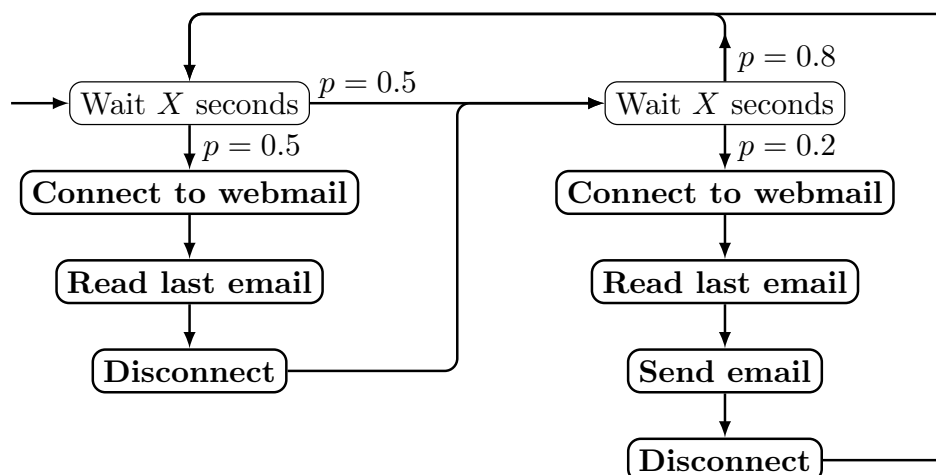 p = 0.8
Wait X seconds
p = 0.5
Wait X seconds
p = 0.5
p = 0.2
Connect to webmail
Connect to webmail
Read last email
Read last email
Disconnect
Send email
Disconnect